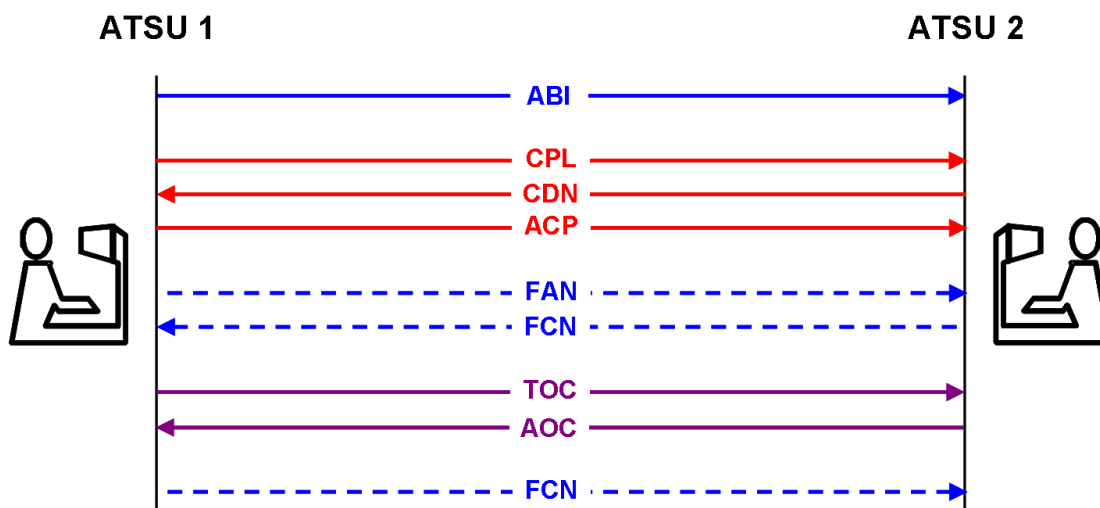 ATSU 1 ATSU 2
ABI
CPL
CDN
ACP
FAN
FCN
TOC
AOC
FCN